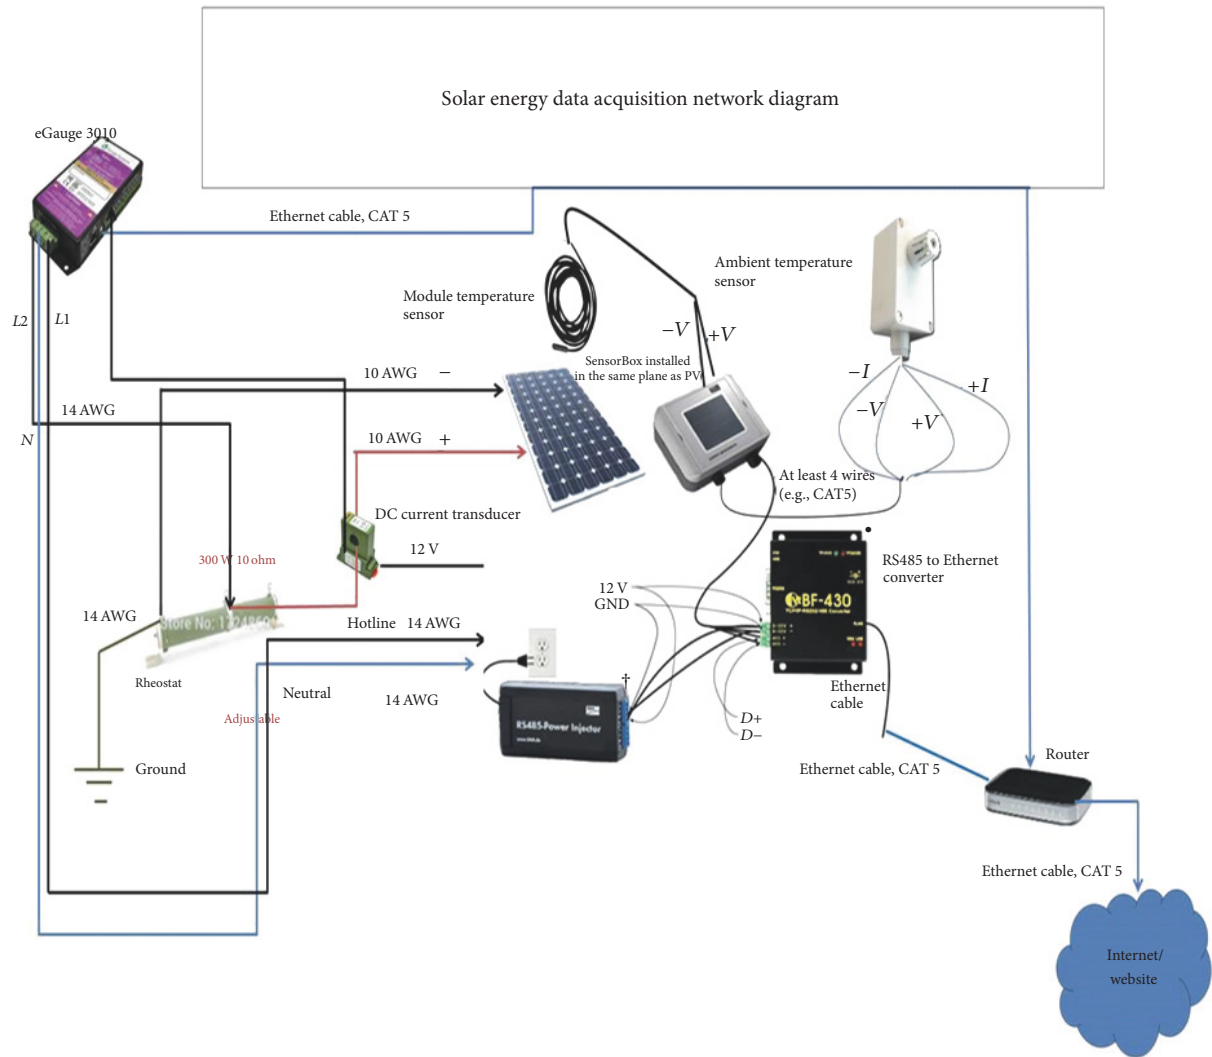 Solar energy data acquisition network diagram
eGauge 3010
Ethernet cable, CAT 5
Ambient temperature
sensor
Module temperature
sensor
L2
L1
−V
+V
SensorBox installed
in the same plane as PV
10 AWG −
−I
+I
−V
+V
14 AWG
N
10 AWG +
At least 4 wires
(e.g., CAT5)
DC current transducer
12 V
300 W 10 ohm
RS485 to Ethernet
converter
BF-430
12 V
GND
14 AWG
Store No:
Hotline 14 AWG
Rheostat
Neutral
14 AWG
Adjustable
†
RS485-Power Injector
Ethernet
cable
D+
D−
Ground
Ethernet cable, CAT 5
Router
Ethernet cable, CAT 5
Internet/
website